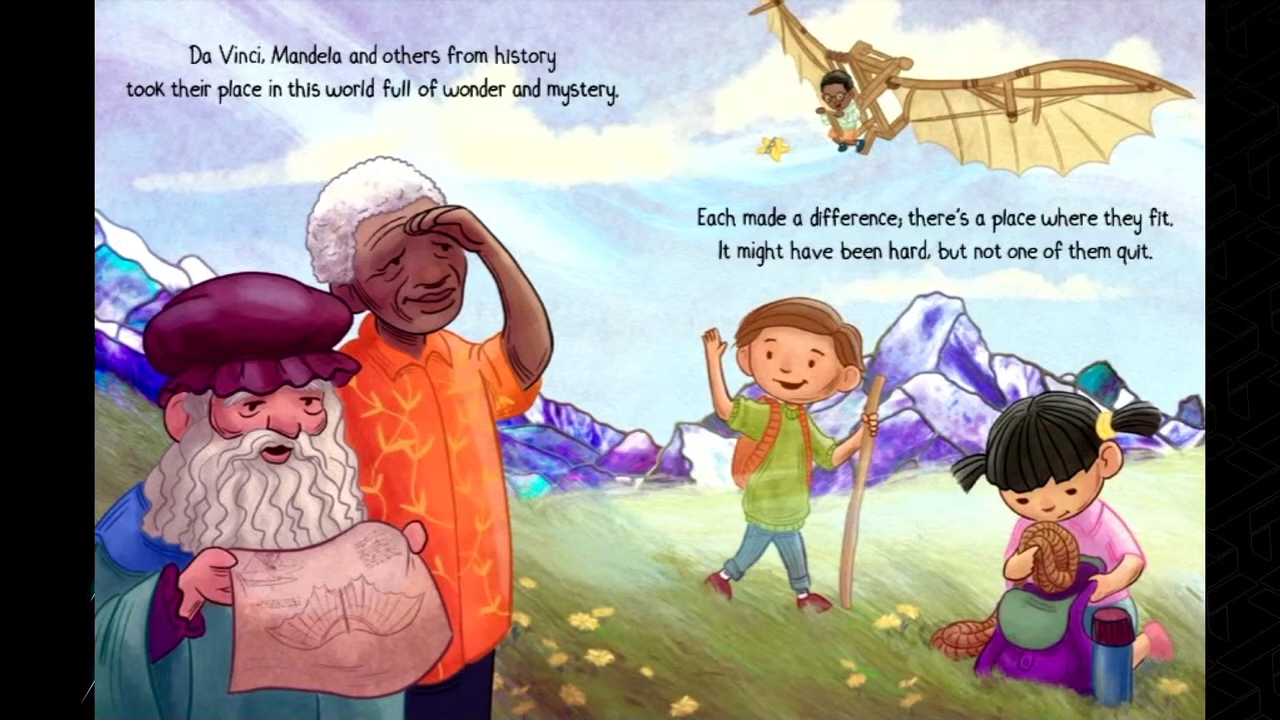 Da Vinci, Mandela and others from history
took their place in this world full of wonder and mystery.
Each made a difference; there's a place where they fit.
It might have been hard, but not one of them quit.